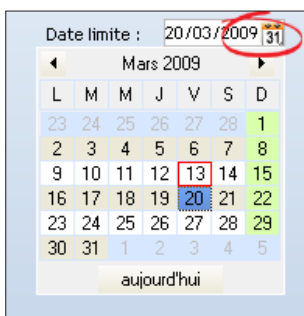 Date limite : 20/03/2009 31
Mars 2009
L M M J V S D
23 24 25 26 27 28 1
2 3 4 5 6 7 8
9 10 11 12 13 14 15
16 17 18 19 20 21 22
23 24 25 26 27 28 29
30 31 1 2 3 4 5
aujourd'hui